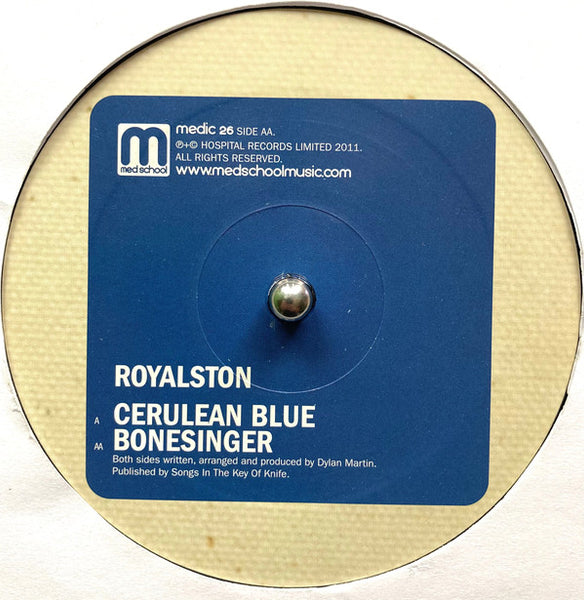 m
med school
medic 26 SIDE AA.
℗+© HOSPITAL RECORDS LIMITED 2011.
ALL RIGHTS RESERVED.
www.medschoolmusic.com
ROYALSTON
A CERULEAN BLUE
AA BONESINGER
Both sides written, arranged and produced by Dylan Martin.
Published by Songs In The Key Of Knife.